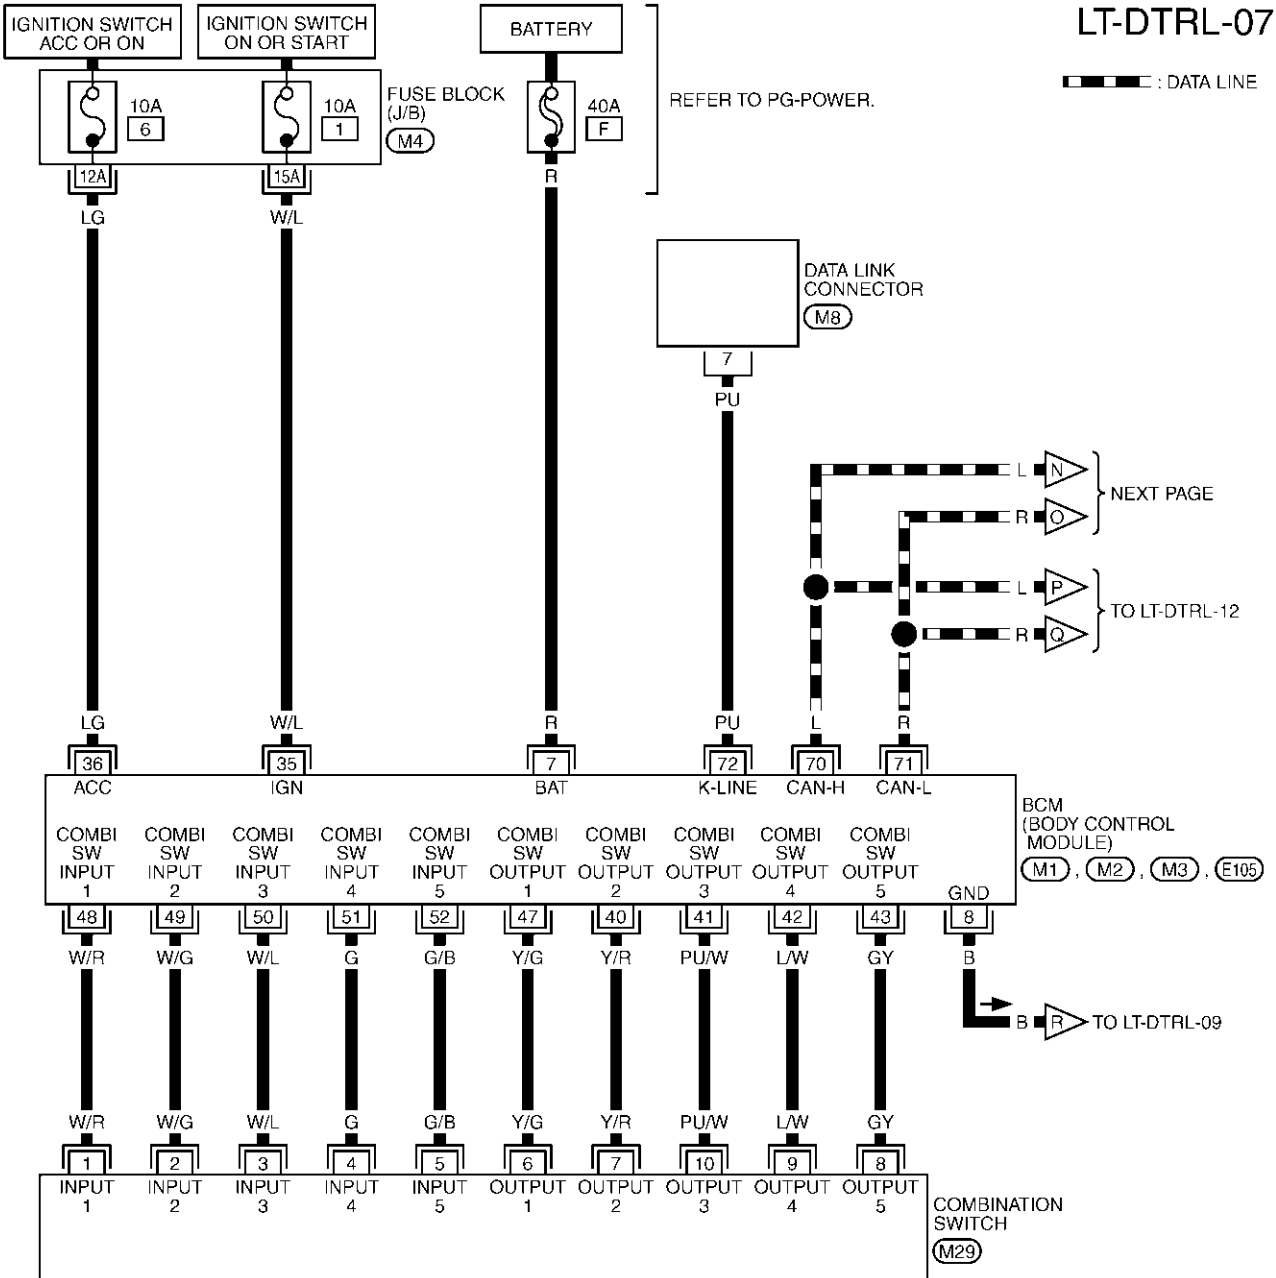 LT-DTRL-07
IGNITION SWITCH
ACC OR ON
IGNITION SWITCH
ON OR START
BATTERY
: DATA LINE
10A
6
10A
1
FUSE BLOCK
(J/B)
M4
40A
F
REFER TO PG-POWER.
12A
15A
R
LG
W/L
DATA LINK
CONNECTOR
M8
7
PU
L N
R O
NEXT PAGE
L P
R Q
TO LT-DTRL-12
LG W/L R PU L R
36 35 7 72 70 71
ACC IGN BAT K-LINE CAN-H CAN-L
BCM
(BODY CONTROL
MODULE)
M1 , M2 , M3 , E105
COMBI COMBI COMBI COMBI COMBI COMBI COMBI COMBI COMBI COMBI
SW SW SW SW SW SW SW SW SW SW
INPUT INPUT INPUT INPUT INPUT OUTPUT OUTPUT OUTPUT OUTPUT OUTPUT
1 2 3 4 5 1 2 3 4 5 GND
48 49 50 51 52 47 40 41 42 43 8
W/R W/G W/L G G/B Y/G Y/R PU/W L/W GY B
B R TO LT-DTRL-09
W/R W/G W/L G G/B Y/G Y/R PU/W L/W GY
1 2 3 4 5 6 7 10 9 8
INPUT INPUT INPUT INPUT INPUT OUTPUT OUTPUT OUTPUT OUTPUT OUTPUT
1 2 3 4 5 1 2 3 4 5
COMBINATION
SWITCH
M29